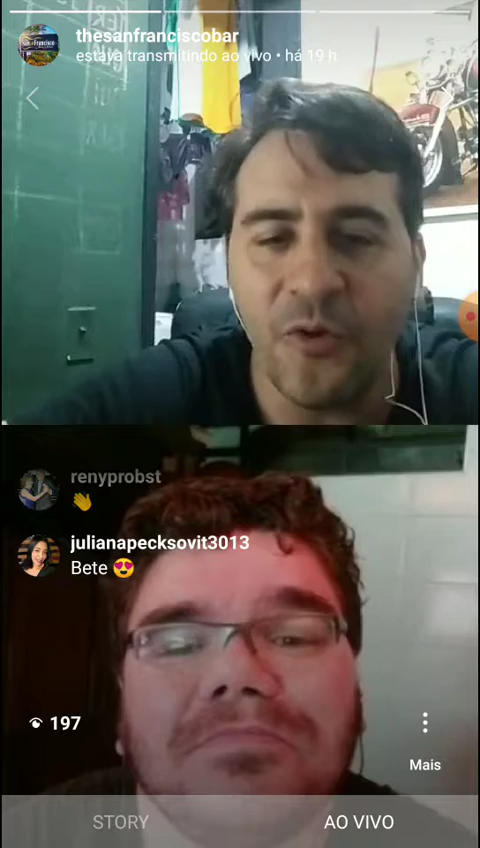 thesanfranciscobar
estava transmitindo ao vivo • há 19 h
renyprobst
👋
julianapecksovit3013
Bete 😍
197
Mais
STORY
AO VIVO